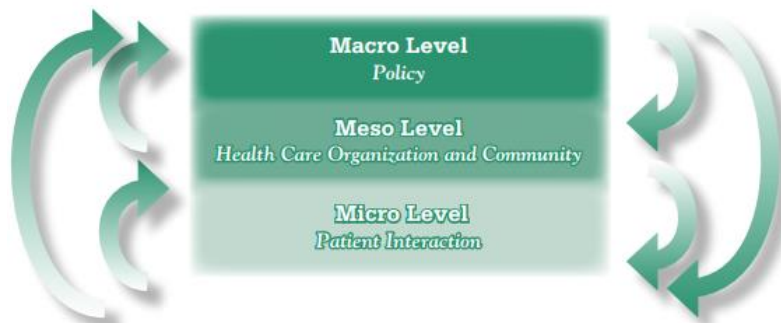 Macro Level
Policy
Meso Level
Health Care Organization and Community
Micro Level
Patient Interaction